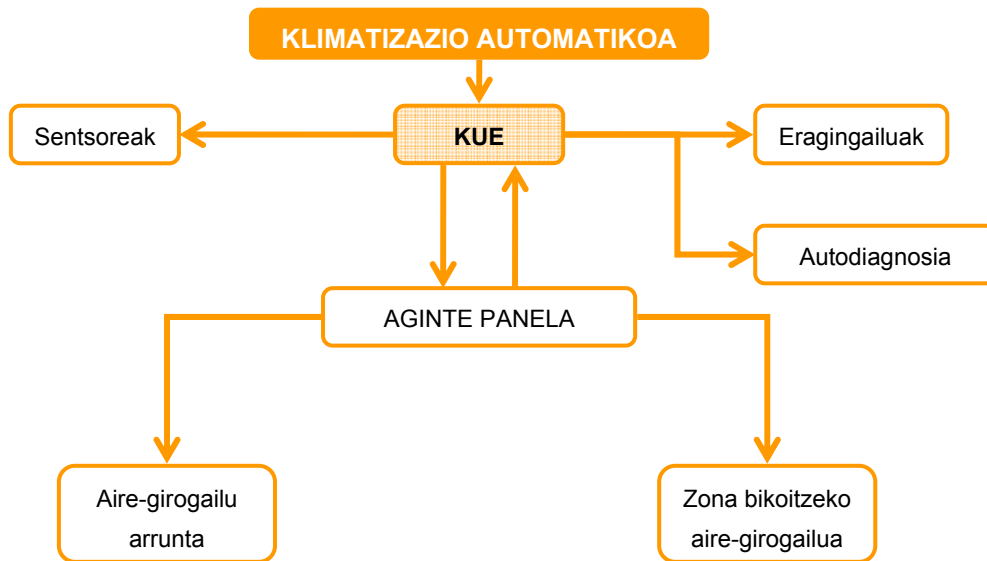 KLIMATIZAZIO AUTOMATIKOA
Sentsoreak
KUE
Eragingailuak
Autodiagnosia
AGINTE PANELA
Aire-girogailu
arrunta
Zona bikoitzeko
aire-girogailua